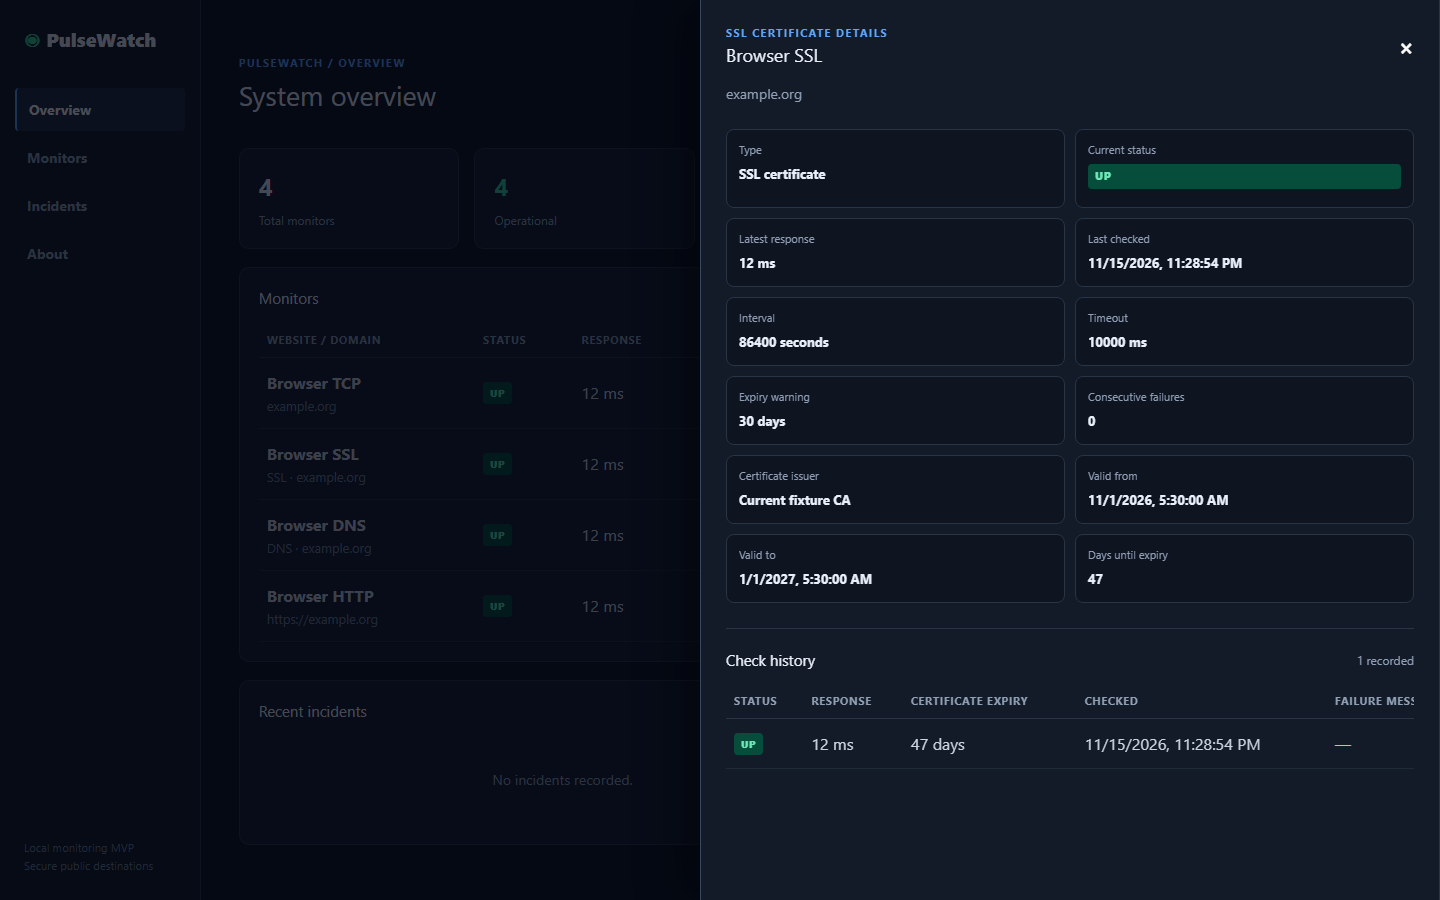 PulseWatch
Overview
Monitors
Incidents
About
Local monitoring MVP
Secure public destinations
PULSEWATCH / OVERVIEW
System overview
4
Total monitors
4
Operational
Monitors
WEBSITE / DOMAIN STATUS RESPONSE
Browser TCP
example.org
UP 12 ms
Browser SSL
SSL · example.org
UP 12 ms
Browser DNS
DNS · example.org
UP 12 ms
Browser HTTP
https://example.org
UP 12 ms
Recent incidents
No incidents recorded.
SSL CERTIFICATE DETAILS
Browser SSL
×
example.org
Type
SSL certificate
Current status
UP
Latest response
12 ms
Last checked
11/15/2026, 11:28:54 PM
Interval
86400 seconds
Timeout
10000 ms
Expiry warning
30 days
Consecutive failures
0
Certificate issuer
Current fixture CA
Valid from
11/1/2026, 5:30:00 AM
Valid to
1/1/2027, 5:30:00 AM
Days until expiry
47
Check history
1 recorded
STATUS RESPONSE CERTIFICATE EXPIRY CHECKED FAILURE MESS
UP 12 ms 47 days 11/15/2026, 11:28:54 PM —